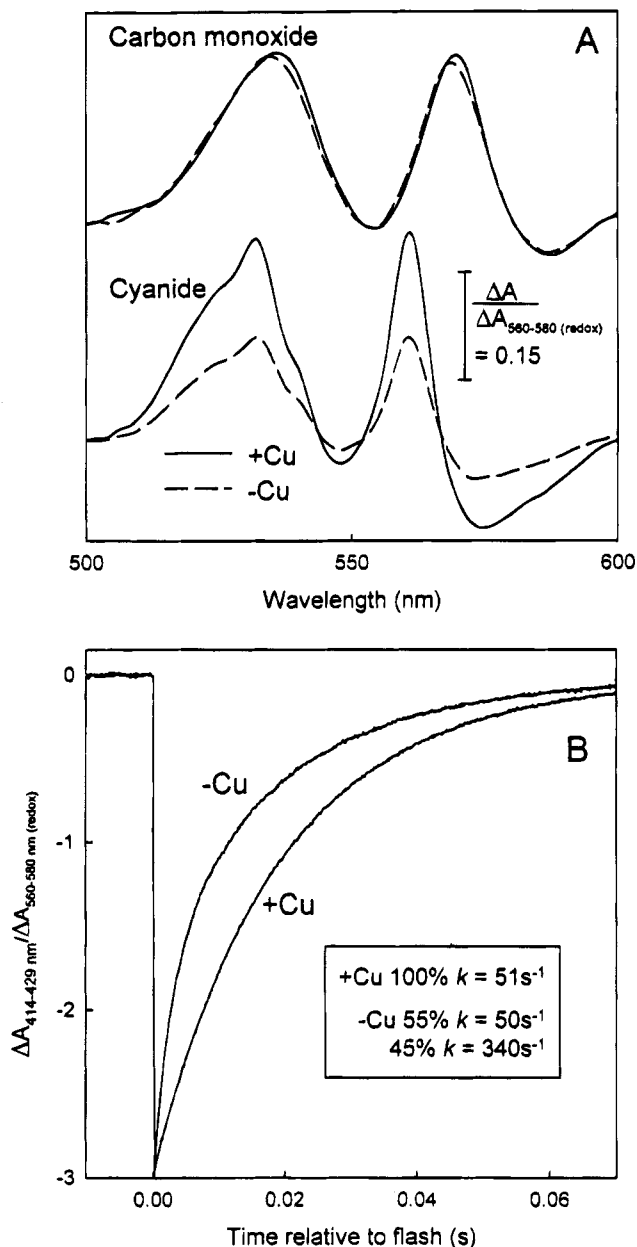 Carbon monoxide
A
Cyanide
ΔA
ΔA560-580 (redox)
= 0.15
+Cu
-Cu
500 550 600
Wavelength (nm)
0
-1
-2
-3
ΔA414-429 nm/ΔA560-580 nm (redox)
B
-Cu
+Cu
+Cu 100% k = 51s⁻¹
-Cu 55% k = 50s⁻¹
45% k = 340s⁻¹
0.00 0.02 0.04 0.06
Time relative to flash (s)